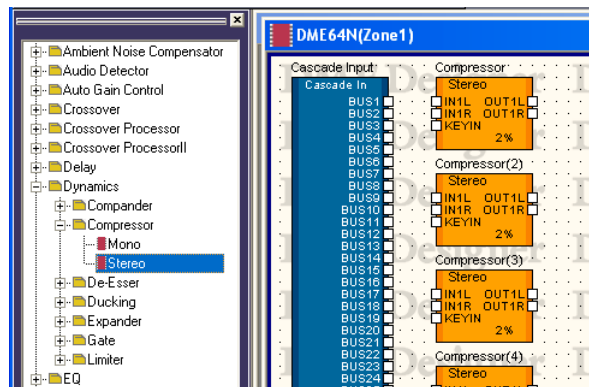 Ambient Noise Compensator
Audio Detector
Auto Gain Control
Crossover
Crossover Processor
Crossover ProcessorII
Delay
Dynamics
Compander
Compressor
Mono
Stereo
De-Esser
Ducking
Expander
Gate
Limiter
EQ
DME64N(Zone1)
Cascade Input
Cascade In
BUS1
BUS2
BUS3
BUS4
BUS5
BUS6
BUS7
BUS8
BUS9
BUS10
BUS11
BUS12
BUS13
BUS14
BUS15
BUS16
BUS17
BUS18
BUS19
BUS20
BUS21
BUS22
BUS23
BUS24
Compressor
Stereo
IN1L OUT1L
IN1R OUT1R
KEYIN
2%
Compressor(2)
Stereo
IN1L OUT1L
IN1R OUT1R
KEYIN
2%
Compressor(3)
Stereo
IN1L OUT1L
IN1R OUT1R
KEYIN
2%
Compressor(4)
Stereo